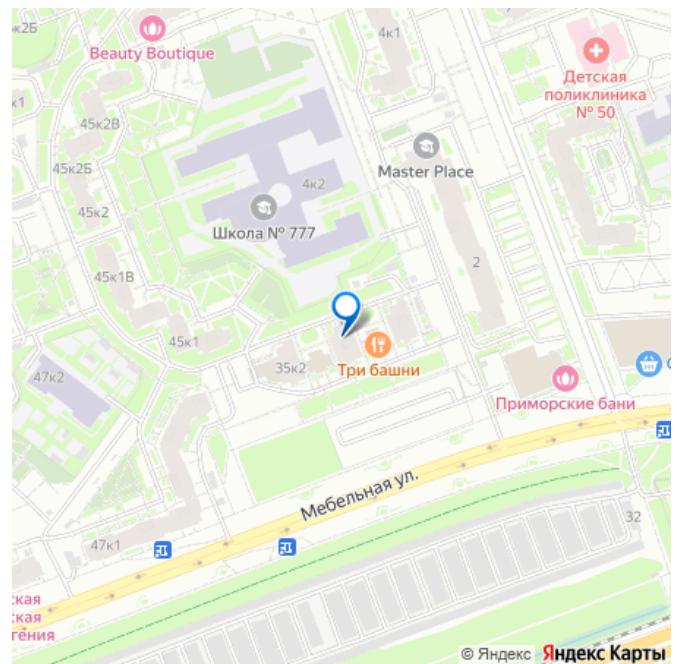 к2Б
Beauty Boutique
4к1
Детская
поликлиника
№ 50
к1
45к2В
45к2Б
Master Place
4к2
45к2
Школа № 777
2
45к1В
45к1
35к2
Три башни
47к2
Приморские бани
С
Мебельная ул.
32
47к1
ская
ская
гения
© Яндекс Яндекс Карты